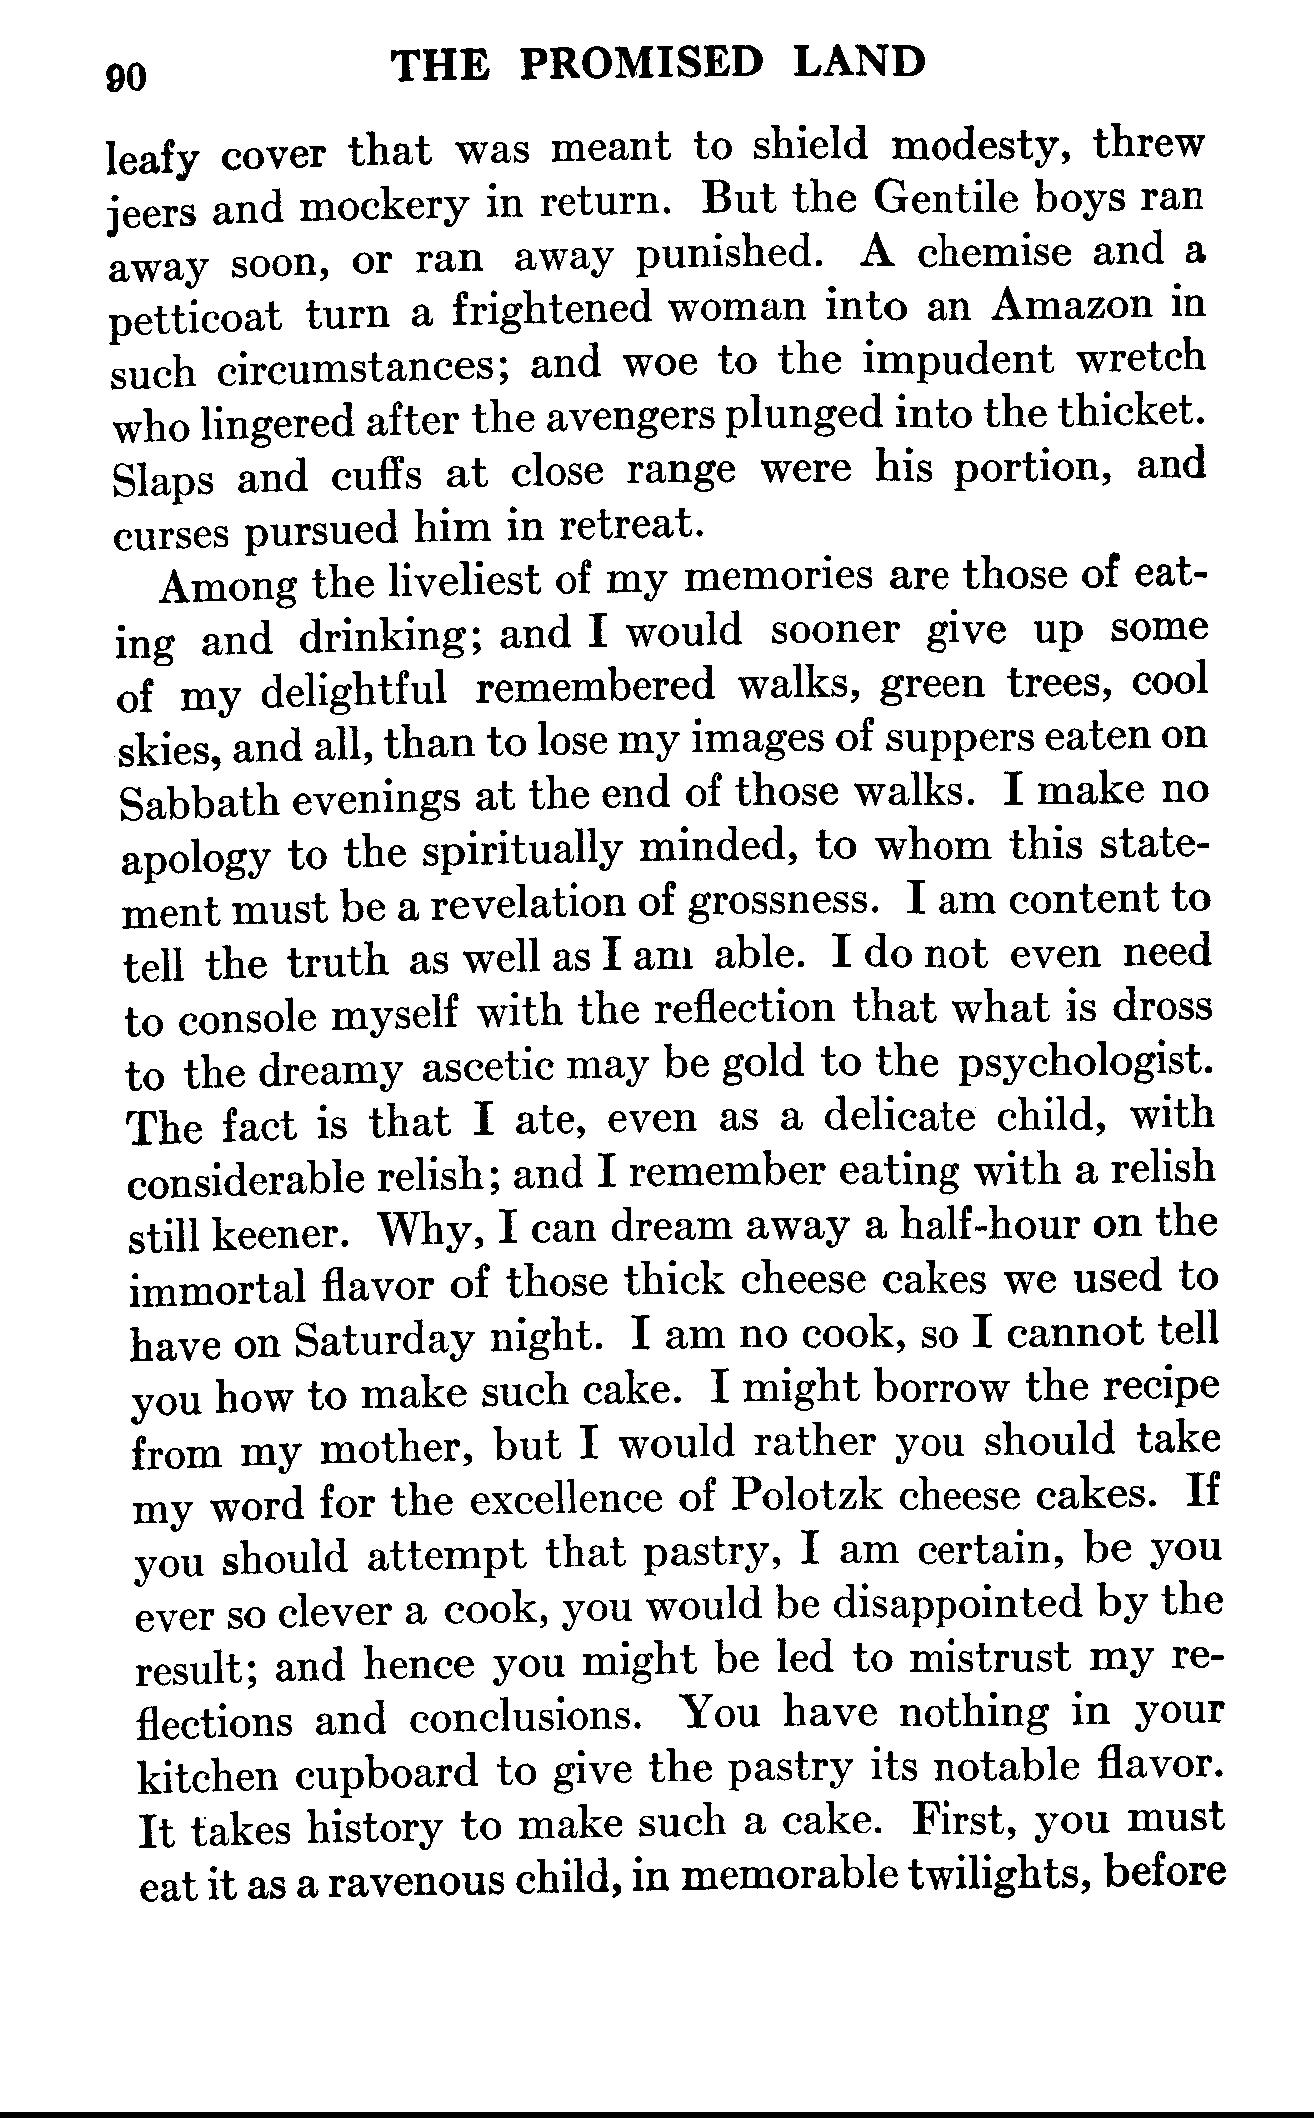 90 THE PROMISED LAND
leafy cover that was meant to shield modesty, threw
jeers and mockery in return. But the Gentile boys ran
away soon, or ran away punished. A chemise and a
petticoat turn a frightened woman into an Amazon in
such circumstances; and woe to the impudent wretch
who lingered after the avengers plunged into the thicket.
Slaps and cuffs at close range were his portion, and
curses pursued him in retreat.
Among the liveliest of my memories are those of eat-
ing and drinking; and I would sooner give up some
of my delightful remembered walks, green trees, cool
skies, and all, than to lose my images of suppers eaten on
Sabbath evenings at the end of those walks. I make no
apology to the spiritually minded, to whom this state-
ment must be a revelation of grossness. I am content to
tell the truth as well as I am able. I do not even need
to console myself with the reflection that what is dross
to the dreamy ascetic may be gold to the psychologist.
The fact is that I ate, even as a delicate child, with
considerable relish; and I remember eating with a relish
still keener. Why, I can dream away a half-hour on the
immortal flavor of those thick cheese cakes we used to
have on Saturday night. I am no cook, so I cannot tell
you how to make such cake. I might borrow the recipe
from my mother, but I would rather you should take
my word for the excellence of Polotzk cheese cakes. If
you should attempt that pastry, I am certain, be you
ever so clever a cook, you would be disappointed by the
result; and hence you might be led to mistrust my re-
flections and conclusions. You have nothing in your
kitchen cupboard to give the pastry its notable flavor.
It takes history to make such a cake. First, you must
eat it as a ravenous child, in memorable twilights, before